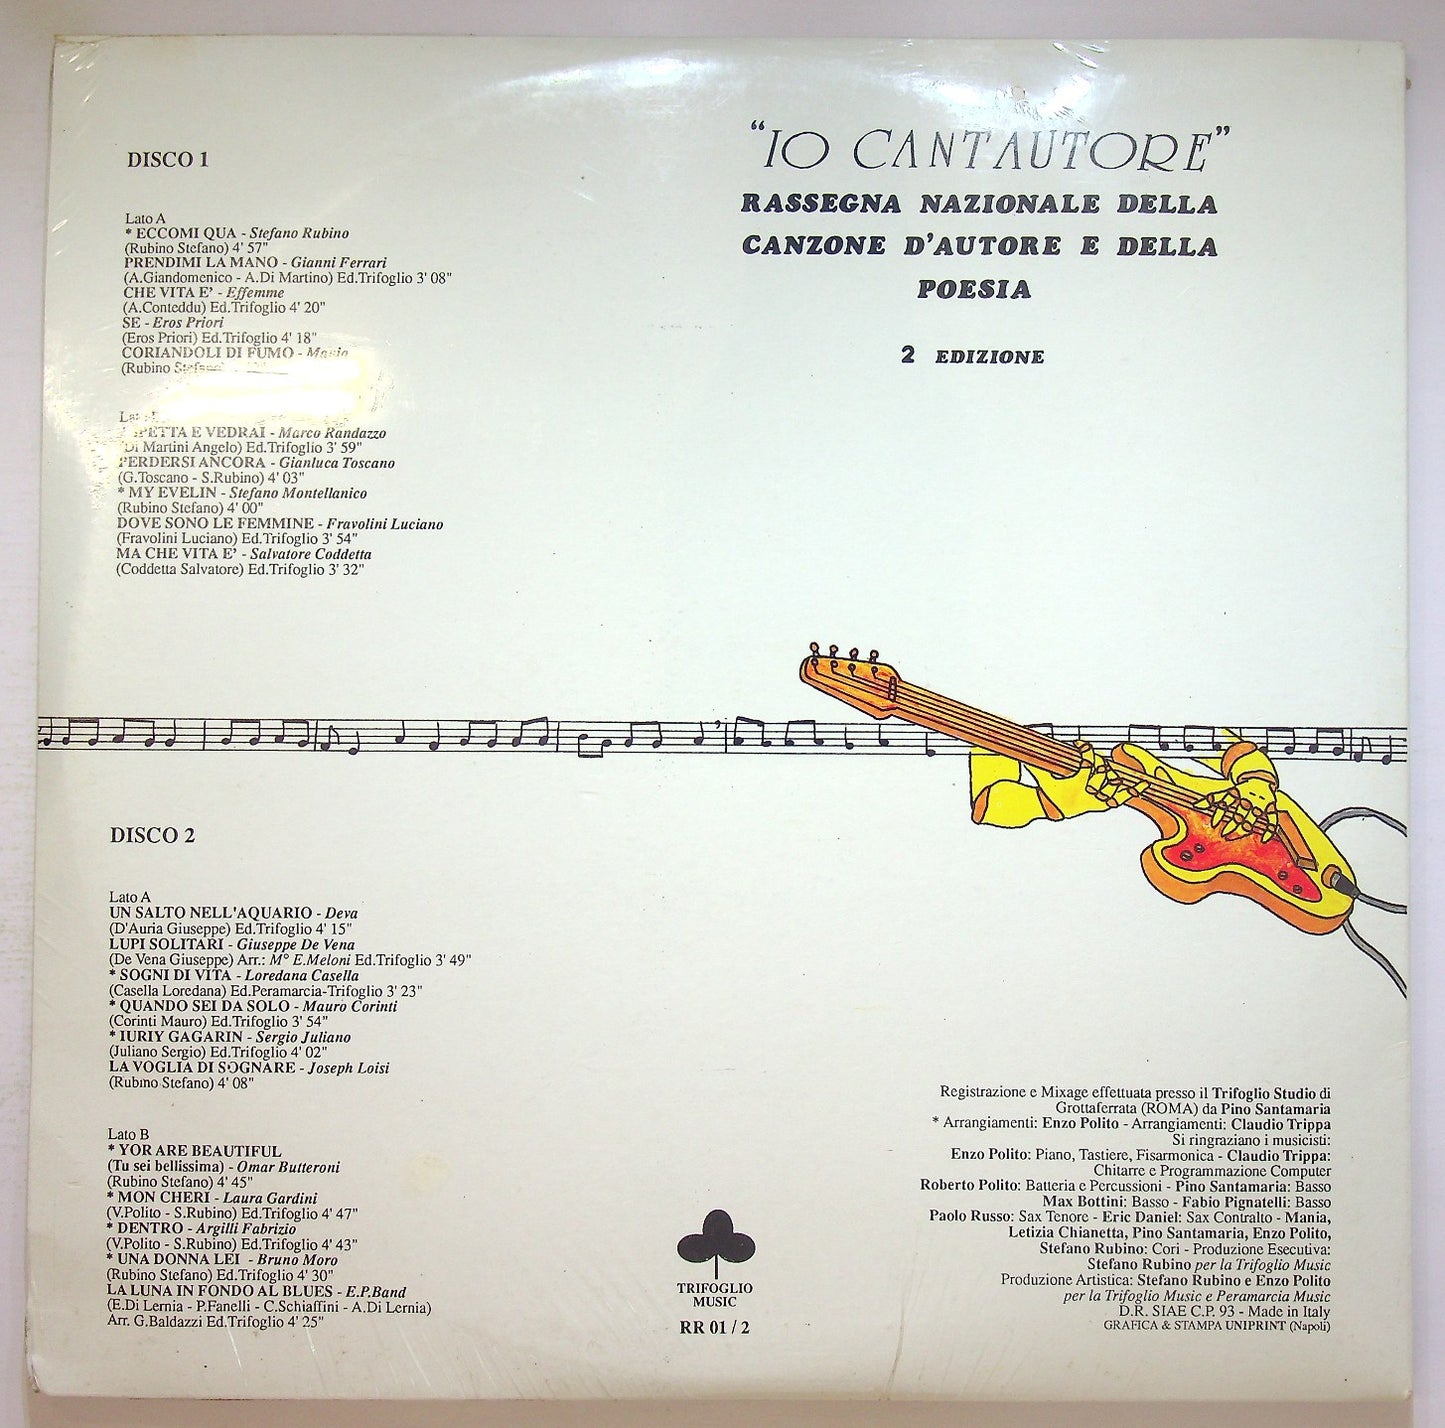 DISCO 1
Lato A
* ECCOMI QUA - Stefano Rubino
(Rubino Stefano) 4' 57"
PRENDIMI LA MANO - Gianni Ferrari
(A.Giandomenico - A.Di Martino) Ed.Trifoglio 3' 08"
CHE VITA E' - Effemme
(A.Conteddu) Ed.Trifoglio 4' 20"
SE - Eros Priori
(Eros Priori) Ed.Trifoglio 4' 18"
CORIANDOLI DI FUMO -
(Rubino
E VEDRAI - Marco Randazzo
(Di Martini Angelo) Ed.Trifoglio 3' 59"
PERDERSI ANCORA - Gianluca Toscano
(G.Toscano - S.Rubino) 4' 03"
* MY EVELIN - Stefano Montellanico
(Rubino Stefano) 4' 00"
DOVE SONO LE FEMMINE - Fravolini Luciano
(Fravolini Luciano) Ed.Trifoglio 3' 54"
MA CHE VITA E' - Salvatore Coddetta
(Coddetta Salvatore) Ed.Trifoglio 3' 32"
"IO CANTAUTORE"
RASSEGNA NAZIONALE DELLA
CANZONE D'AUTORE E DELLA
POESIA
2 EDIZIONE
DISCO 2
Lato A
UN SALTO NELL'AQUARIO - Deva
(D'Auria Giuseppe) Ed.Trifoglio 4' 15"
LUPI SOLITARI - Giuseppe De Vena
(De Vena Giuseppe) Arr.: M° E.Meloni Ed.Trifoglio 3' 49"
* SOGNI DI VITA - Loredana Casella
(Casella Loredana) Ed.Peramarcia-Trifoglio 3' 23"
* QUANDO SEI DA SOLO - Mauro Corinti
(Corinti Mauro) Ed.Trifoglio 3' 54"
* IURIY GAGARIN - Sergio Juliano
(Juliano Sergio) Ed.Trifoglio 4' 02"
LA VOGLIA DI SOGNARE - Joseph Loisi
(Rubino Stefano) 4' 08"
Lato B
* YOR ARE BEAUTIFUL
(Tu sei bellissima) - Omar Butteroni
(Rubino Stefano) 4' 45"
* MON CHERI - Laura Gardini
(V.Polito - S.Rubino) Ed.Trifoglio 4' 47"
* DENTRO - Argilli Fabrizio
(V.Polito - S.Rubino) Ed.Trifoglio 4' 43"
* UNA DONNA LEI - Bruno Moro
(Rubino Stefano) Ed.Trifoglio 4' 30"
LA LUNA IN FONDO AL BLUES - E.P.Band
(E.Di Lernia - P.Fanelli - C.Schiaffini - A.Di Lernia)
Arr. G.Baldazzi Ed.Trifoglio 4' 25"
TRIFOGLIO
MUSIC
RR 01 / 2
Registrazione e Mixage effettuata presso il Trifoglio Studio di
Grottaferrata (ROMA) da Pino Santamaria
* Arrangiamenti: Enzo Polito - Arrangiamenti: Claudio Trippa
Si ringraziano i musicisti:
Enzo Polito: Piano, Tastiere, Fisarmonica - Claudio Trippa:
Chitarre e Programmazione Computer
Roberto Polito: Batteria e Percussioni - Pino Santamaria: Basso
Max Bottini: Basso - Fabio Pignatelli: Basso
Paolo Russo: Sax Tenore - Eric Daniel: Sax Contralto - Mania,
Letizia Chianetta, Pino Santamaria, Enzo Polito,
Stefano Rubino: Cori - Produzione Esecutiva:
Stefano Rubino per la Trifoglio Music
Produzione Artistica: Stefano Rubino e Enzo Polito
per la Trifoglio Music e Peramarcia Music
D.R. SIAE C.P. 93 - Made in Italy
GRAFICA & STAMPA UNIPRINT (Napoli)